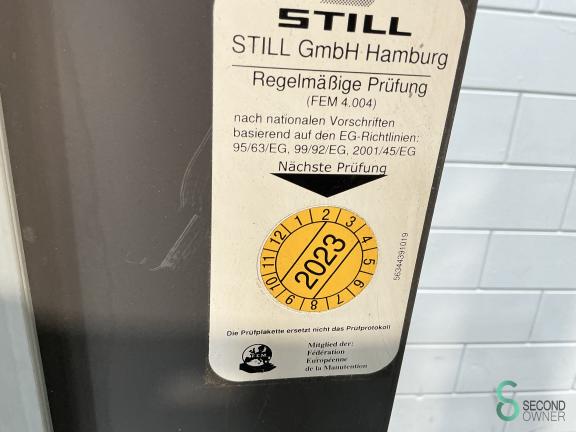 STILL
STILL GmbH Hamburg
Regelmäßige Prüfung
(FEM 4.004)
nach nationalen Vorschriften
basierend auf den EG-Richtlinien:
95/63/EG, 99/92/EG, 2001/45/EG
Nächste Prüfung
1 2 3 4 5 6 7 8 9 10 11 12
2023
56344391019
Die Prüfplakette ersetzt nicht das Prüfprotokoll
FEM
Mitglied der:
Fédération
Européenne
de la Manutention
SECOND
OWNER